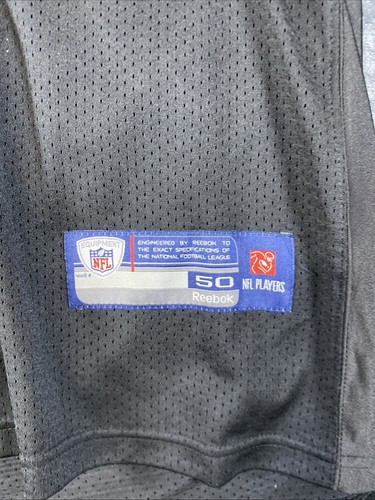 EQUIPMENT
NFL
ENGINEERED BY REEBOK TO
THE EXACT SPECIFICATIONS OF
THE NATIONAL FOOTBALL LEAGUE
50
Reebok
NFL PLAYERS